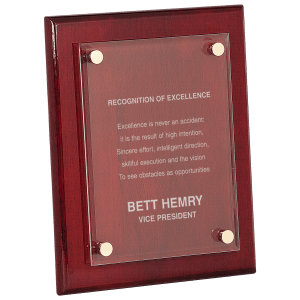 RECOGNITION OF EXCELLENCE
Excellence is never an accident:
it is the result of high intention,
Sincere effort, intelligent direction,
skillful execution and the vision
To see obstacles as opportunities
BETT HEMRY
VICE PRESIDENT